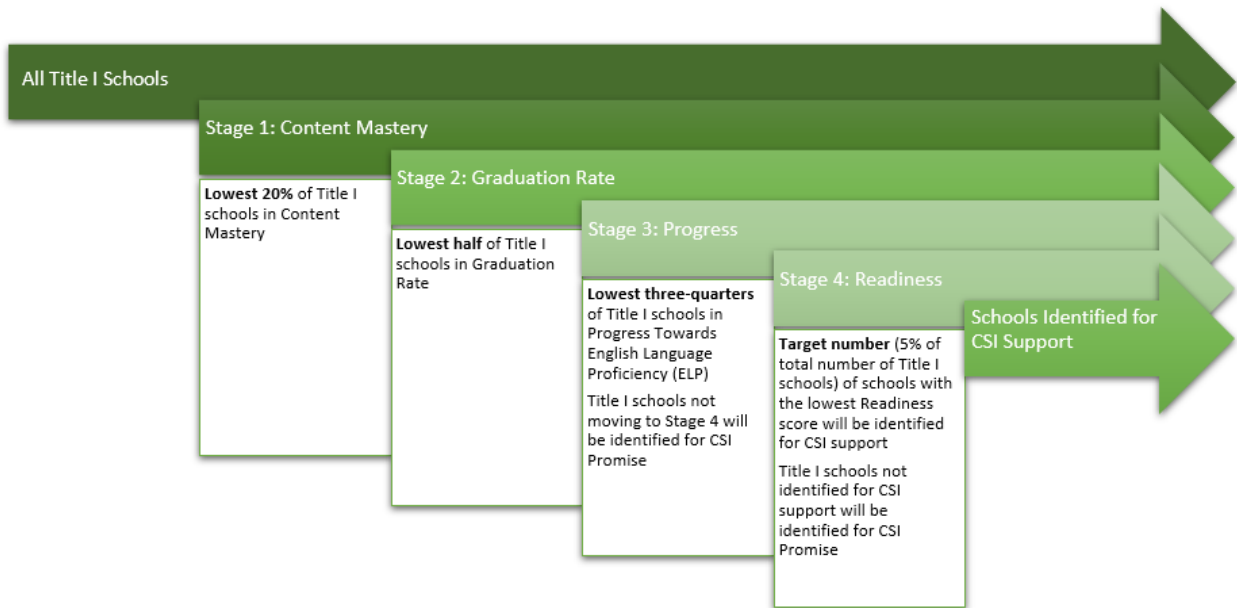 All Title I Schools
Stage 1: Content Mastery
Lowest 20% of Title I
schools in Content
Mastery
Stage 2: Graduation Rate
Lowest half of Title I
schools in Graduation
Rate
Stage 3: Progress
Lowest three-quarters
of Title I schools in
Progress Towards
English Language
Proficiency (ELP)
Title I schools not
moving to Stage 4 will
be identified for CSI
Promise
Stage 4: Readiness
Target number (5% of
total number of Title I
schools) of schools with
the lowest Readiness
score will be identified
for CSI support
Title I schools not
identified for CSI
support will be
identified for CSI
Promise
Schools Identified for
CSI Support